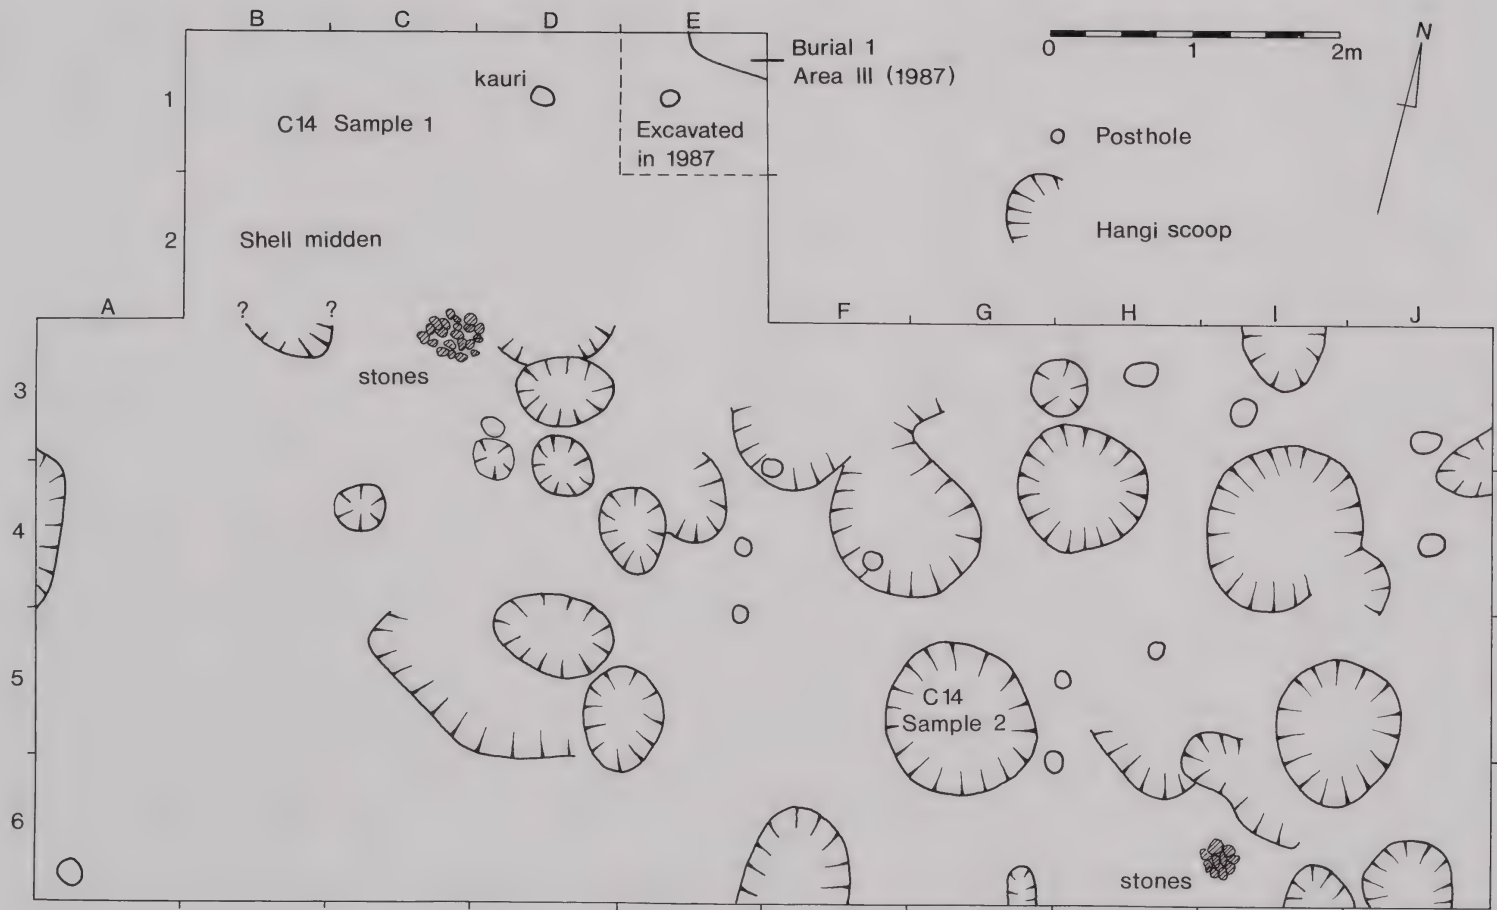 B C D E
Burial 1
Area III (1987)
0 1 2m
N
kauri
1
C14 Sample 1
Excavated
in 1987
Posthole
2
Shell midden
Hangi scoop
A
? ?
F G H I J
stones
3
4
5
C14
Sample 2
6
stones